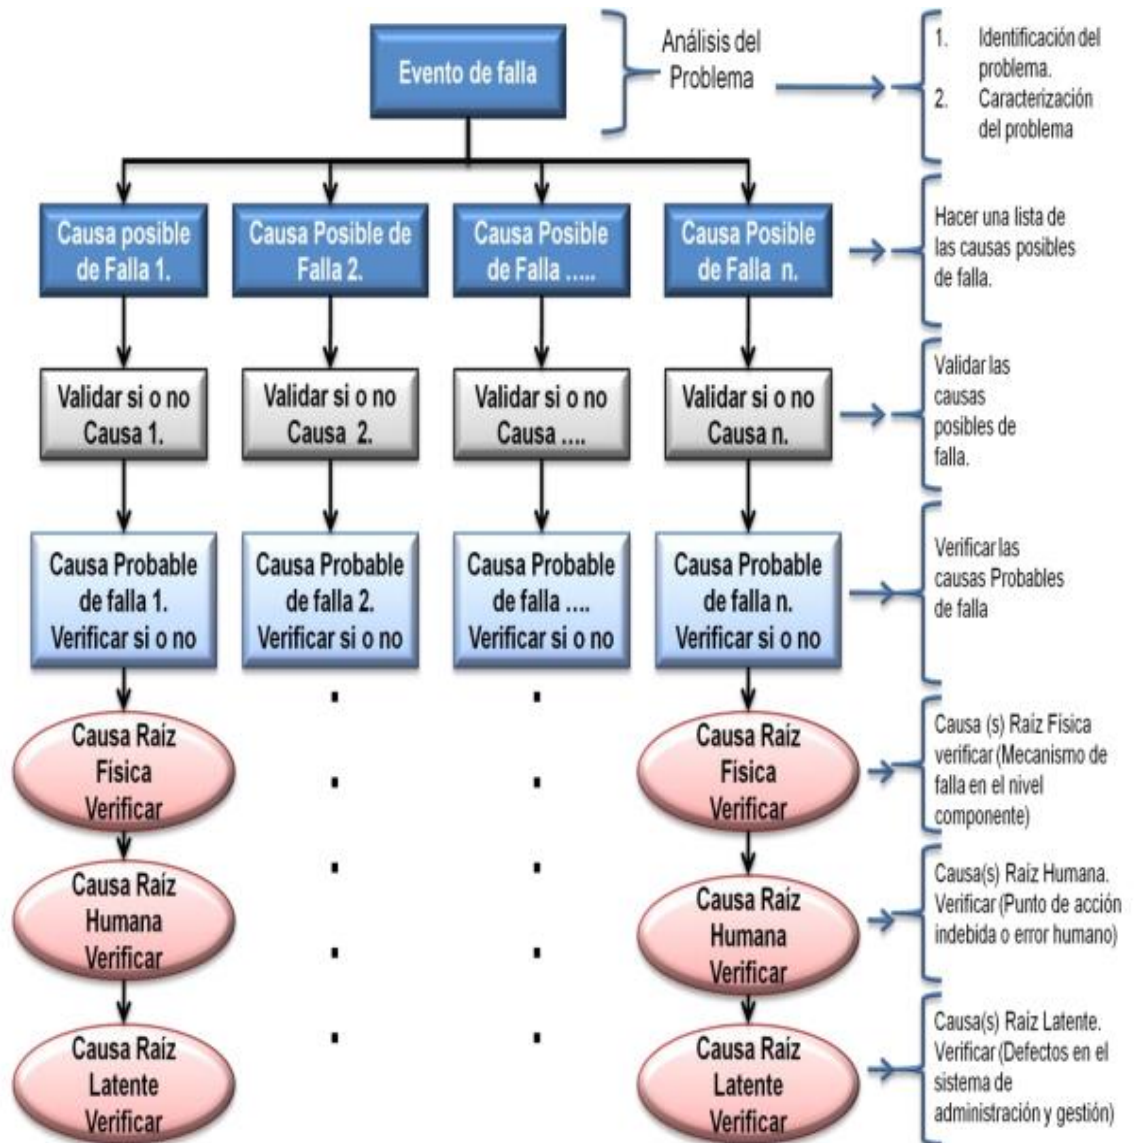 Evento de falla
Análisis del
Problema
1. Identificación del
problema.
2. Caracterización
del problema
Causa posible
de Falla 1.
Causa Posible de
Falla 2.
Causa Posible
de Falla .....
Causa Posible
de Falla n.
Hacer una lista de
las causas posibles
de falla.
Validar si o no
Causa 1.
Validar si o no
Causa 2.
Validar si o no
Causa ....
Validar si o no
Causa n.
Validar las
causas
posibles de
falla.
Causa Probable
de falla 1.
Verificar si o no
Causa Probable
de falla 2.
Verificar si o no
Causa Probable
de falla ....
Verificar si o no
Causa Probable
de falla n.
Verificar si o no
Verificar las
causas Probables
de falla
Causa Raíz
Física
Verificar
Causa Raíz
Física
Verificar
Causa (s) Raíz Física
verificar (Mecanismo de
falla en el nivel
componente)
Causa Raíz
Humana
Verificar
Causa Raíz
Humana
Verificar
Causa(s) Raíz Humana.
Verificar (Punto de acción
indebida o error humano)
Causa Raíz
Latente
Verificar
Causa Raíz
Latente
Verificar
Causa(s) Raíz Latente.
Verificar (Defectos en el
sistema de
administración y gestión)